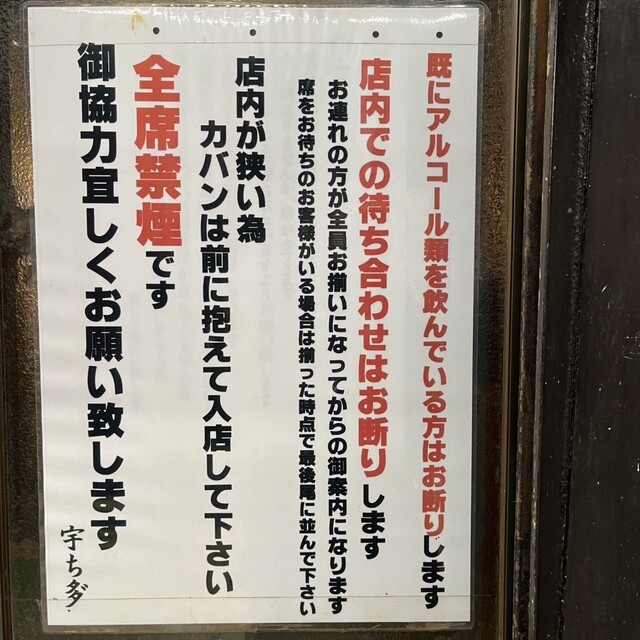 ・既にアルコール類を飲んでいる方はお断りします
・店内での待ち合わせはお断りします
お連れの方が全員お揃いになってからの御案内になります
席をお待ちのお客様がいる場合は揃った時点で最後尾に並んで下さい
・店内が狭い為
カバンは前に抱えて入店して下さい
・全席禁煙です
御協力宜しくお願い致します
宇ち多゛